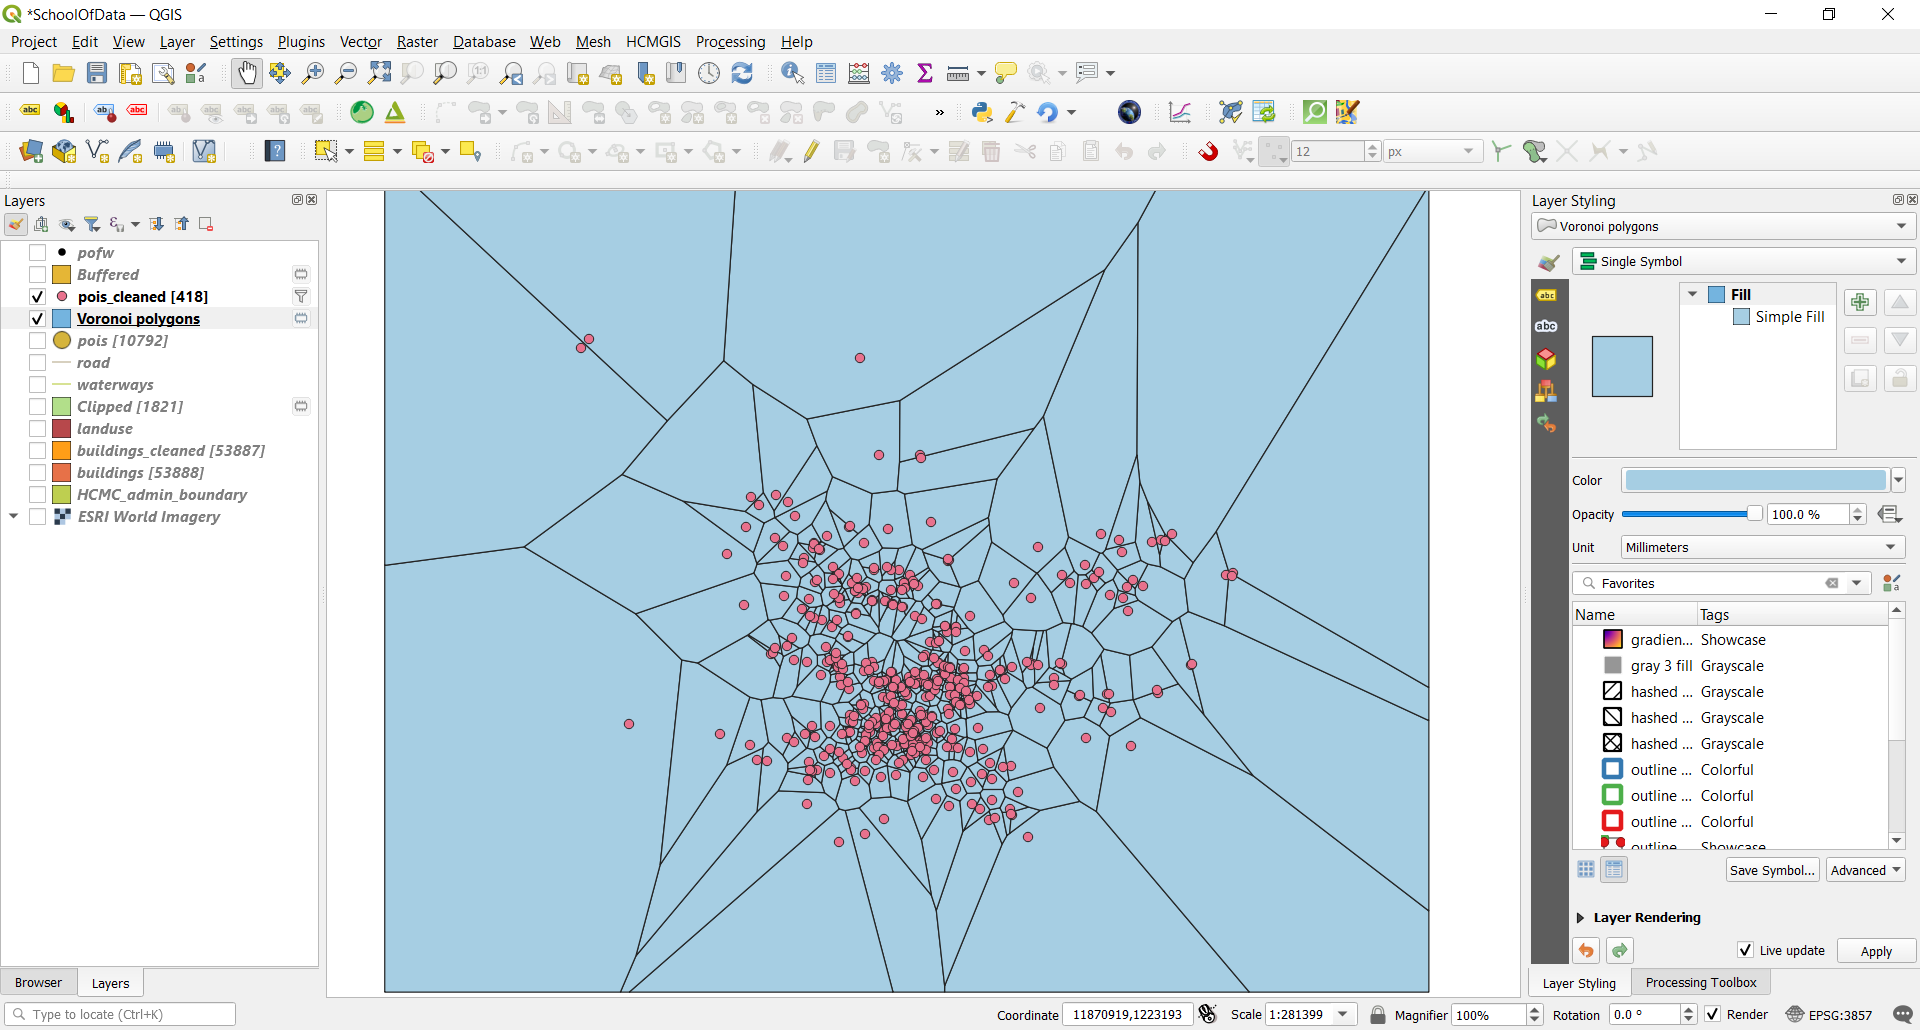 *SchoolOfData — QGIS
Project Edit View Layer Settings Plugins Vector Raster Database Web Mesh HCMGIS Processing Help
12 px
Layers
pofw
Buffered
pois_cleaned [418]
Voronoi polygons
pois [10792]
road
waterways
Clipped [1821]
landuse
buildings_cleaned [53887]
buildings [53888]
HCMC_admin_boundary
ESRI World Imagery
Browser Layers
Layer Styling
Voronoi polygons
Single Symbol
Fill
Simple Fill
Color
Opacity 100.0 %
Unit Millimeters
Favorites
Name Tags
gradien... Showcase
gray 3 fill Grayscale
hashed ... Grayscale
hashed ... Grayscale
hashed ... Grayscale
outline ... Colorful
outline ... Colorful
outline ... Colorful
outline ... Showcase
Save Symbol... Advanced
Layer Rendering
Live update Apply
Layer Styling Processing Toolbox
Type to locate (Ctrl+K) Coordinate 11870919,1223193 Scale 1:281399 Magnifier 100% Rotation 0.0 ° Render EPSG:3857